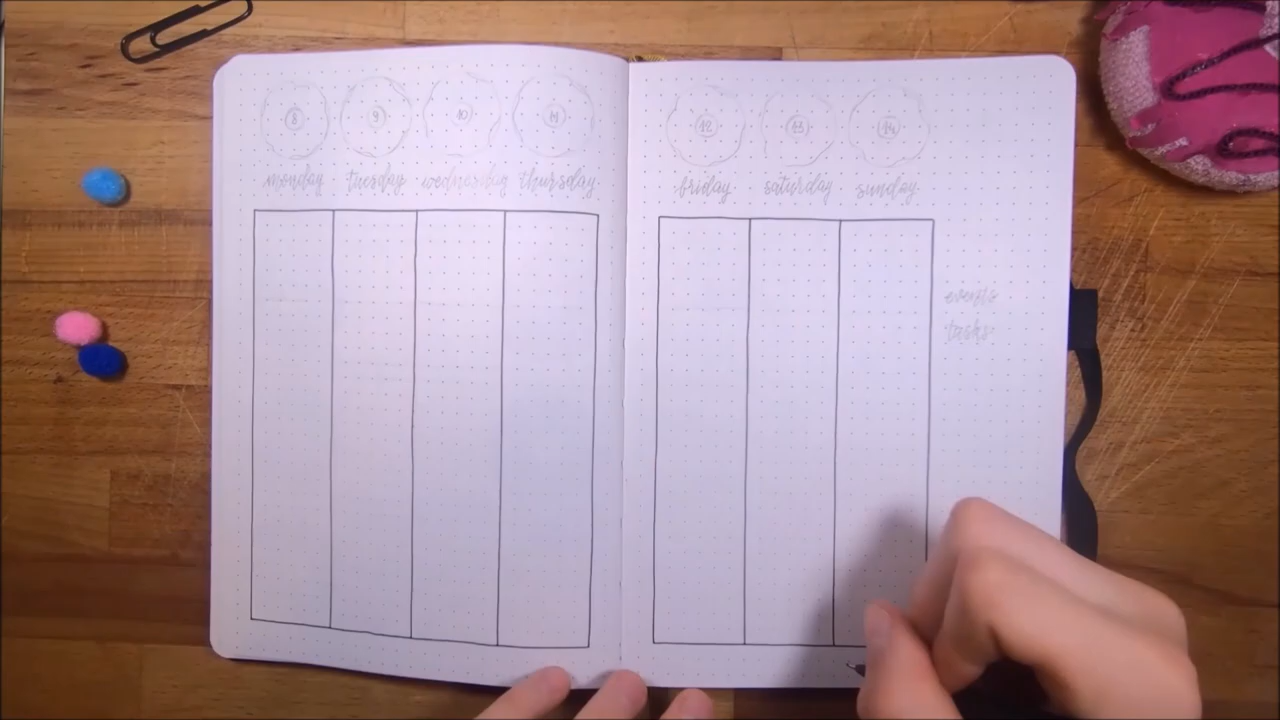 8 9 10 11
monday tuesday wednesday thursday
12 13 14
friday saturday sunday
events
tasks